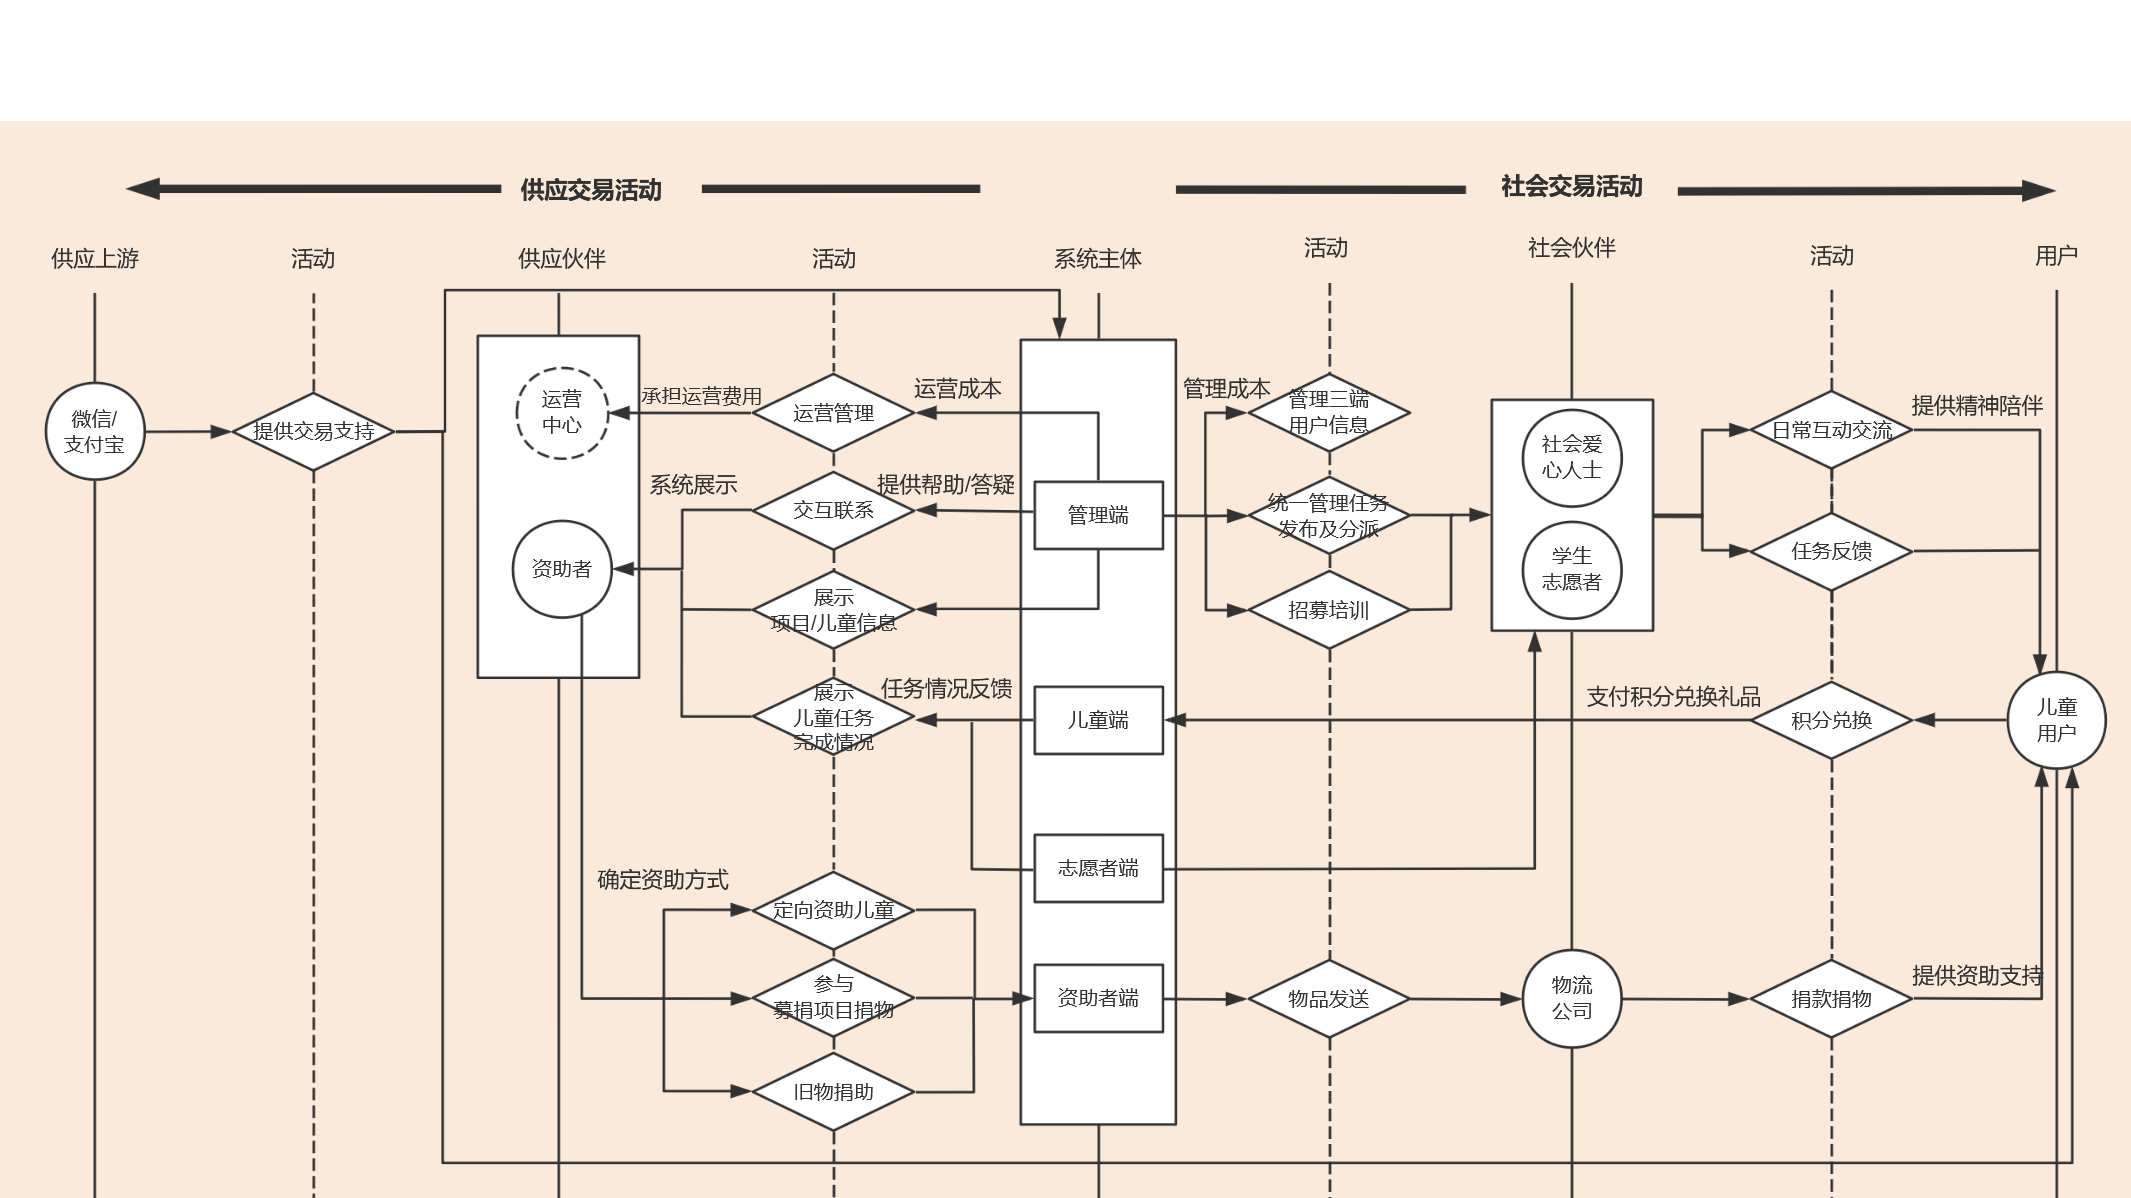 供应交易活动
社会交易活动
供应上游
活动
供应伙伴
活动
系统主体
活动
社会伙伴
活动
用户
微信/
支付宝
提供交易支持
运营
中心
承担运营费用
运营管理
运营成本
管理成本
管理三端
用户信息
社会爱
心人士
日常互动交流
提供精神陪伴
系统展示
交互联系
提供帮助/答疑
管理端
统一管理任务
发布及分派
资助者
学生
志愿者
任务反馈
展示
项目/儿童信息
招募培训
展示
儿童任务
完成情况
任务情况反馈
儿童端
支付积分兑换礼品
积分兑换
儿童
用户
志愿者端
确定资助方式
定向资助儿童
参与
募捐项目捐物
资助者端
物品发送
物流
公司
捐款捐物
提供资助支持
旧物捐助